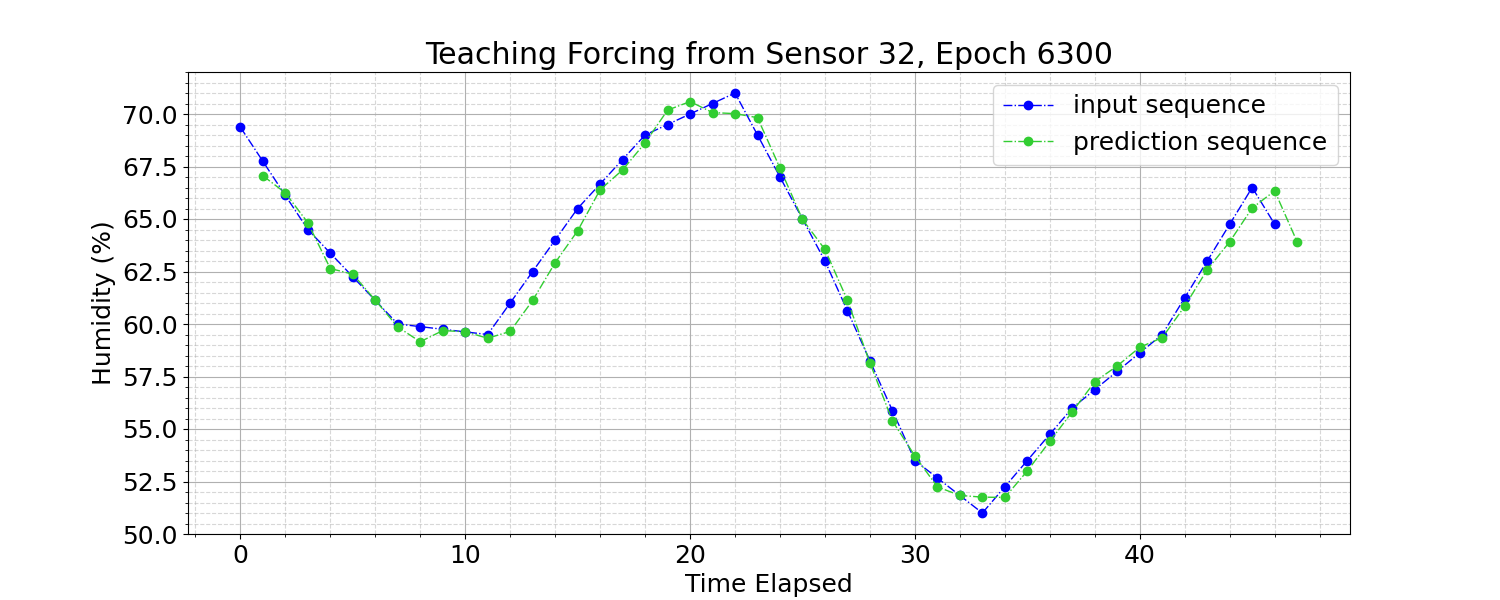 Teaching Forcing from Sensor 32, Epoch 6300
input sequence
prediction sequence
Humidity (%)
70.0
67.5
65.0
62.5
60.0
57.5
55.0
52.5
50.0
0 10 20 30 40
Time Elapsed